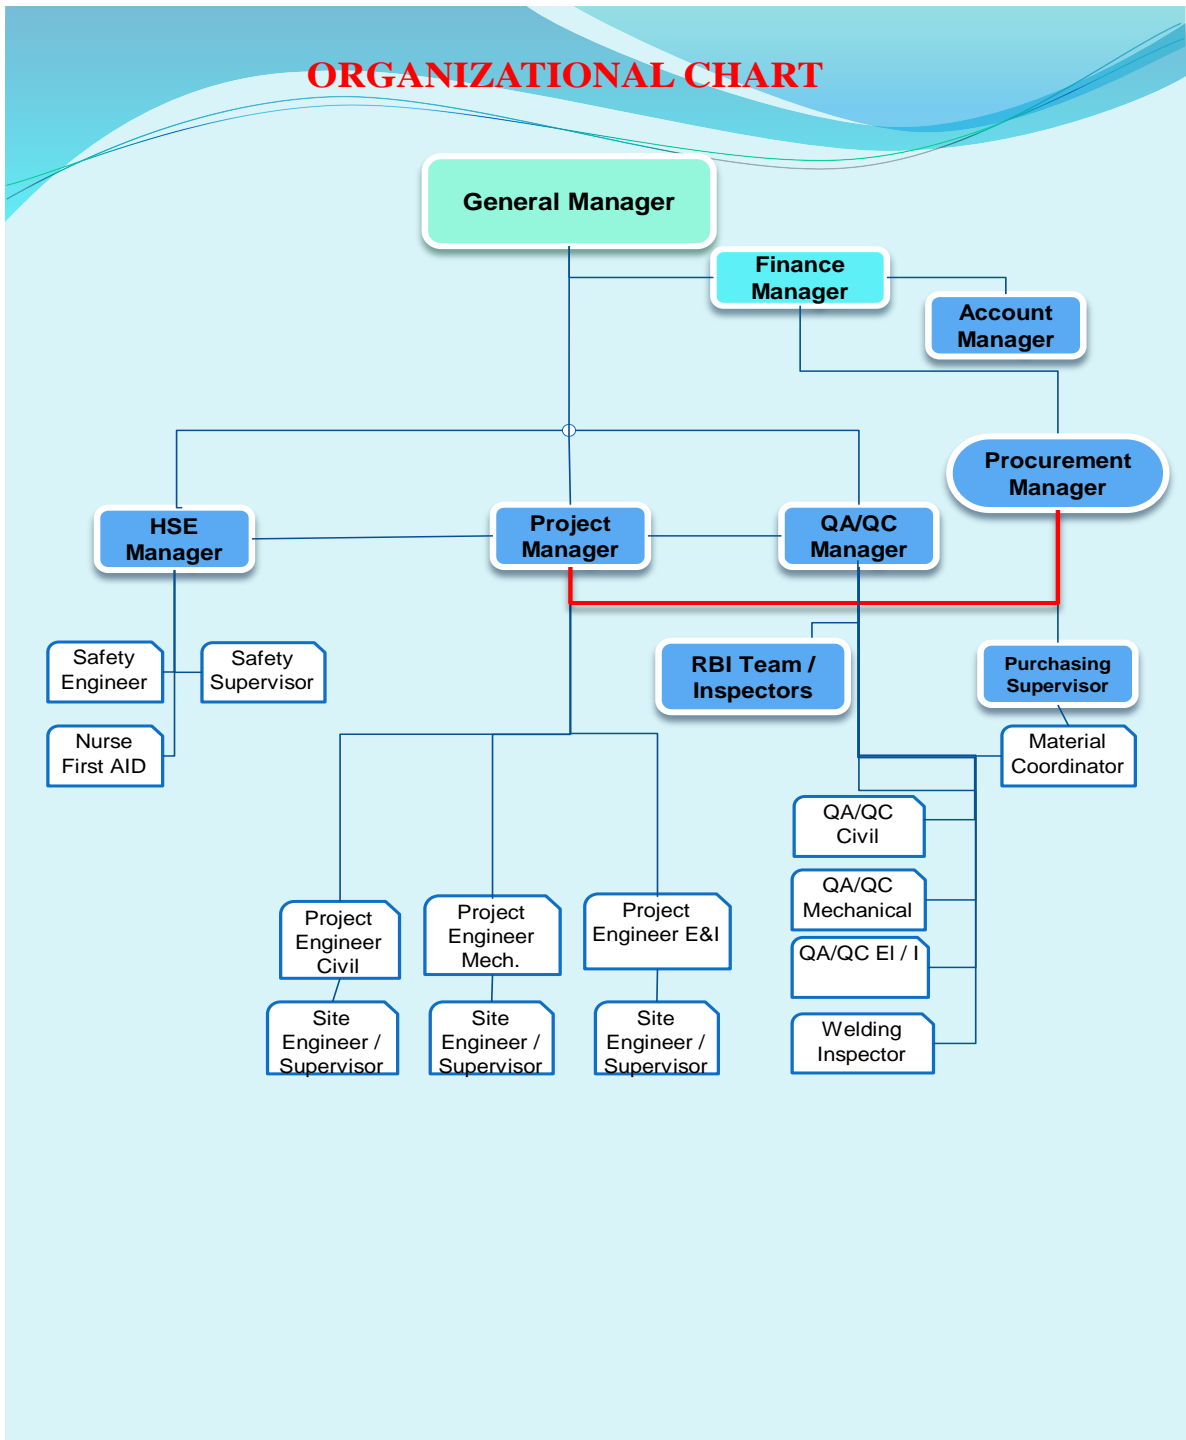 ORGANIZATIONAL CHART
General Manager
Finance
Manager
Account
Manager
Procurement
Manager
HSE
Manager
Project
Manager
QA/QC
Manager
Safety
Engineer
Safety
Supervisor
RBI Team /
Inspectors
Purchasing
Supervisor
Nurse
First AID
Material
Coordinator
QA/QC
Civil
QA/QC
Mechanical
Project
Engineer
Civil
Project
Engineer
Mech.
Project
Engineer E&I
QA/QC El / I
Site
Engineer /
Supervisor
Site
Engineer /
Supervisor
Site
Engineer /
Supervisor
Welding
Inspector